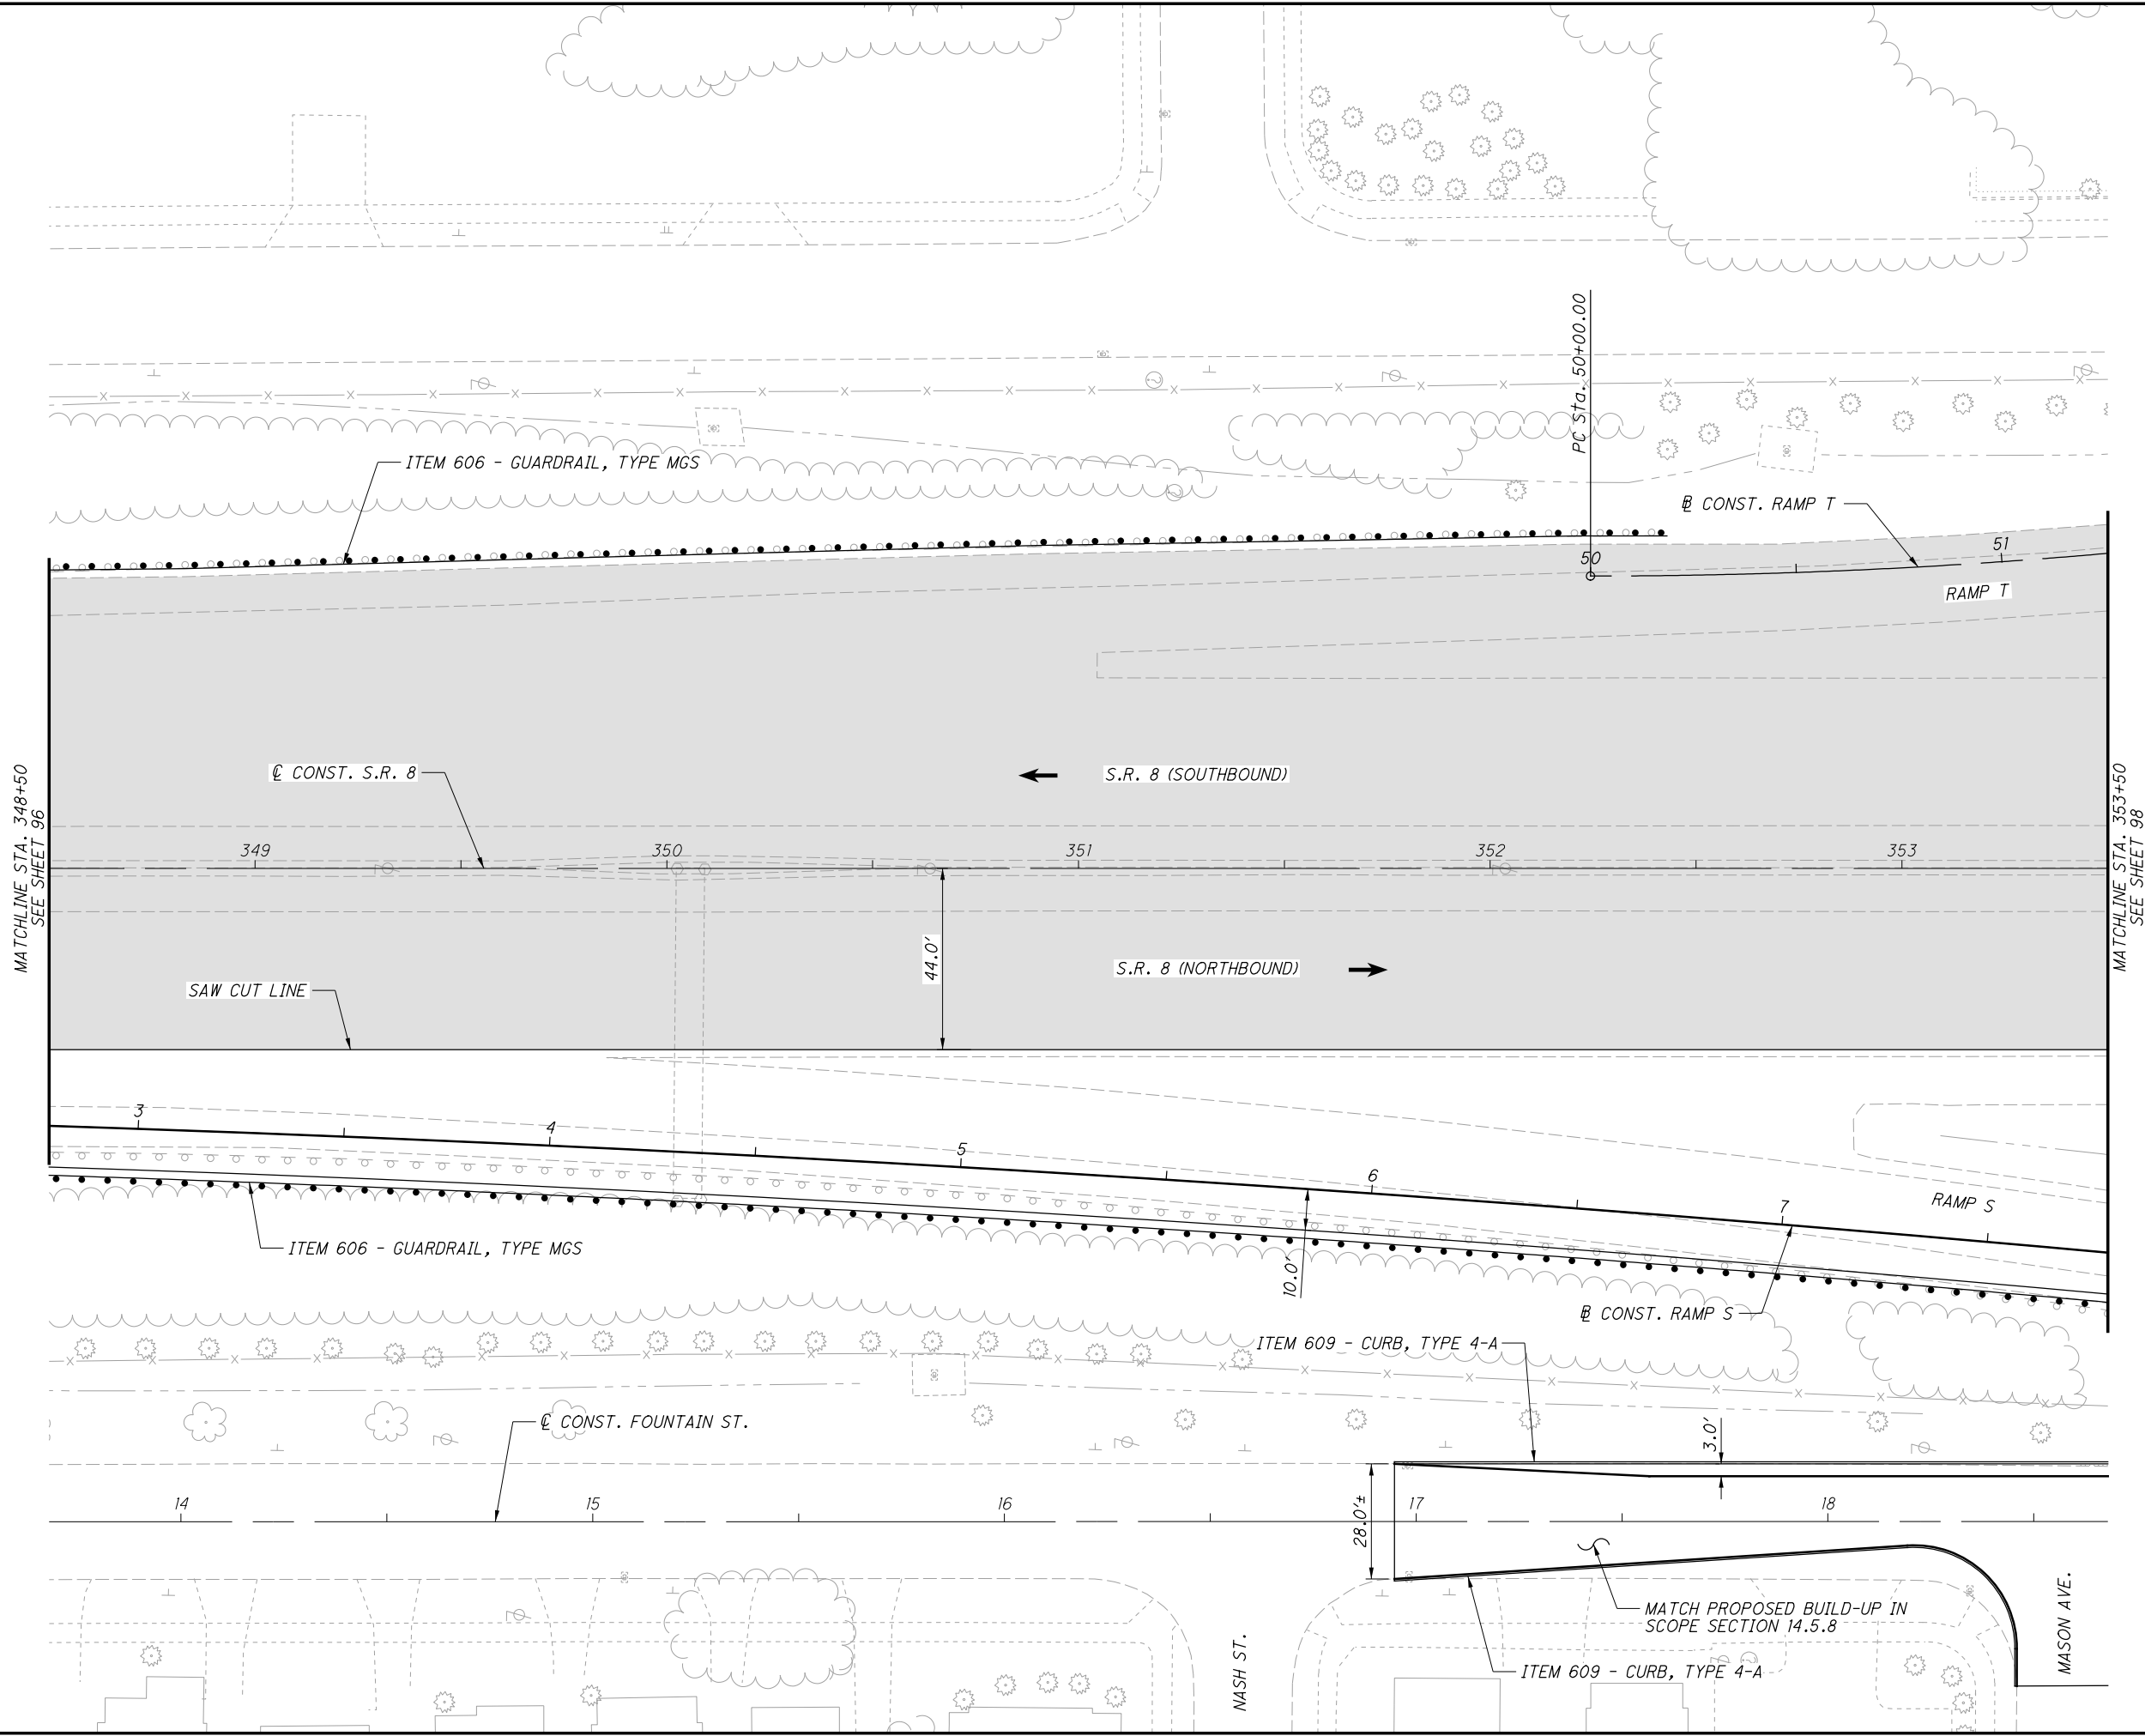 PC Sta. 50+00.00
ITEM 606 - GUARDRAIL, TYPE MGS
B CONST. RAMP T
50
51
RAMP T
℄ CONST. S.R. 8
S.R. 8 (SOUTHBOUND)
MATCHLINE STA. 348+50
SEE SHEET 96
MATCHLINE STA. 353+50
SEE SHEET 98
349
350
351
352
353
44.0'
S.R. 8 (NORTHBOUND)
SAW CUT LINE
3
4
5
6
7
RAMP S
ITEM 606 - GUARDRAIL, TYPE MGS
10.0'
B CONST. RAMP S
ITEM 609 - CURB, TYPE 4-A
℄ CONST. FOUNTAIN ST.
3.0'
14
15
16
17
18
28.0'±
MATCH PROPOSED BUILD-UP IN
SCOPE SECTION 14.5.8
ITEM 609 - CURB, TYPE 4-A
NASH ST.
MASON AVE.